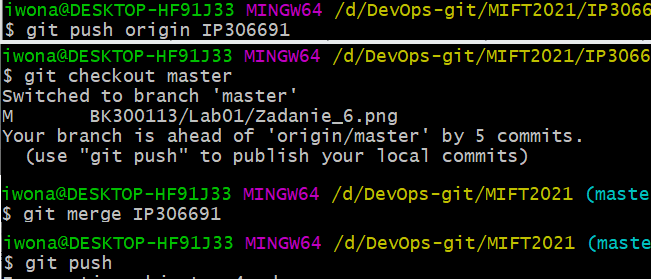 iwona@DESKTOP-HF91J33 MINGW64 /d/DevOps-git/MIFT2021/IP3066
$ git push origin IP306691
iwona@DESKTOP-HF91J33 MINGW64 /d/DevOps-git/MIFT2021/IP3066
$ git checkout master
Switched to branch 'master'
M       BK300113/Lab01/Zadanie_6.png
Your branch is ahead of 'origin/master' by 5 commits.
  (use "git push" to publish your local commits)
iwona@DESKTOP-HF91J33 MINGW64 /d/DevOps-git/MIFT2021 (maste
$ git merge IP306691
iwona@DESKTOP-HF91J33 MINGW64 /d/DevOps-git/MIFT2021 (maste
$ git push